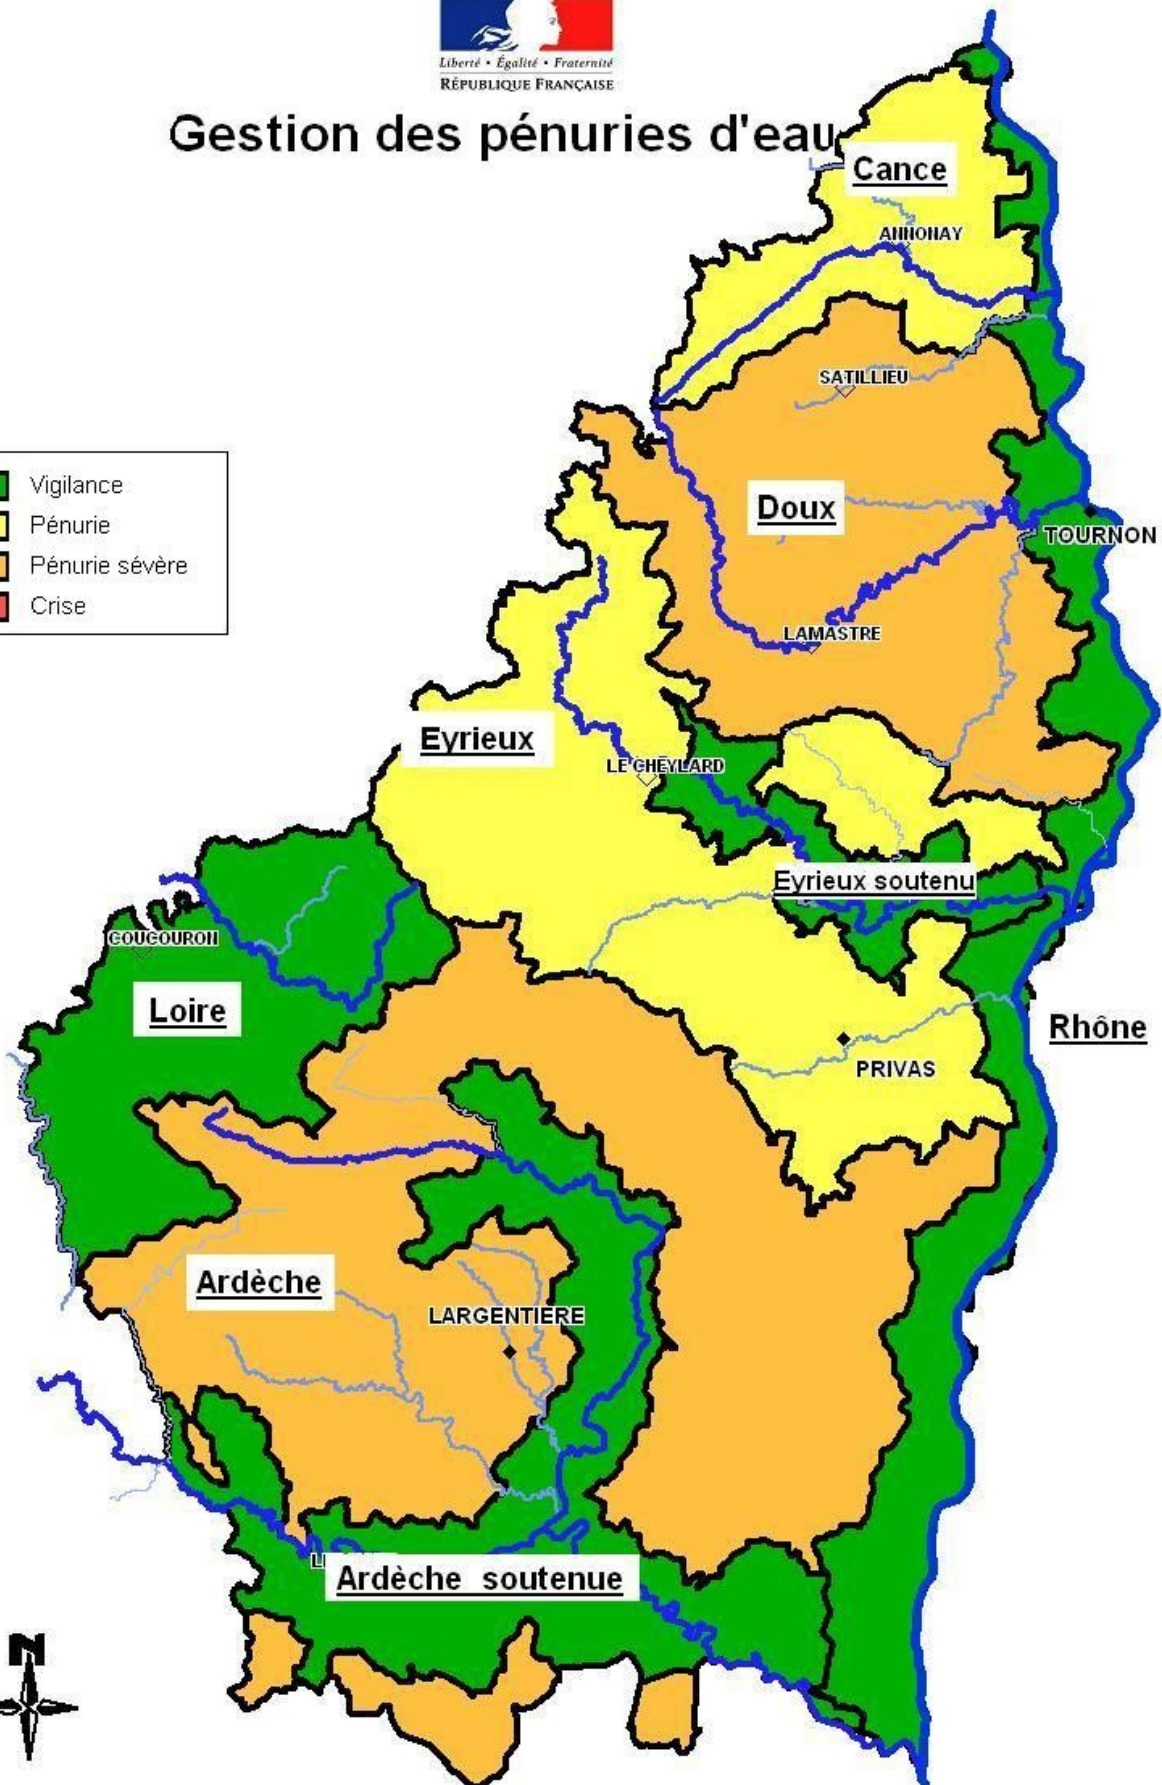 Liberté • Égalité • Fraternité
RÉPUBLIQUE FRANÇAISE
Gestion des pénuries d'eau
Cance
ANNONAY
SATILLIEU
Vigilance
Pénurie
Pénurie sévère
Crise
Doux
TOURNON
LAMASTRE
Eyrieux
LE CHEYLARD
Eyrieux soutenu
COUCOURON
Loire
Rhône
PRIVAS
Ardèche
LARGENTIERE
Ardèche soutenue
N